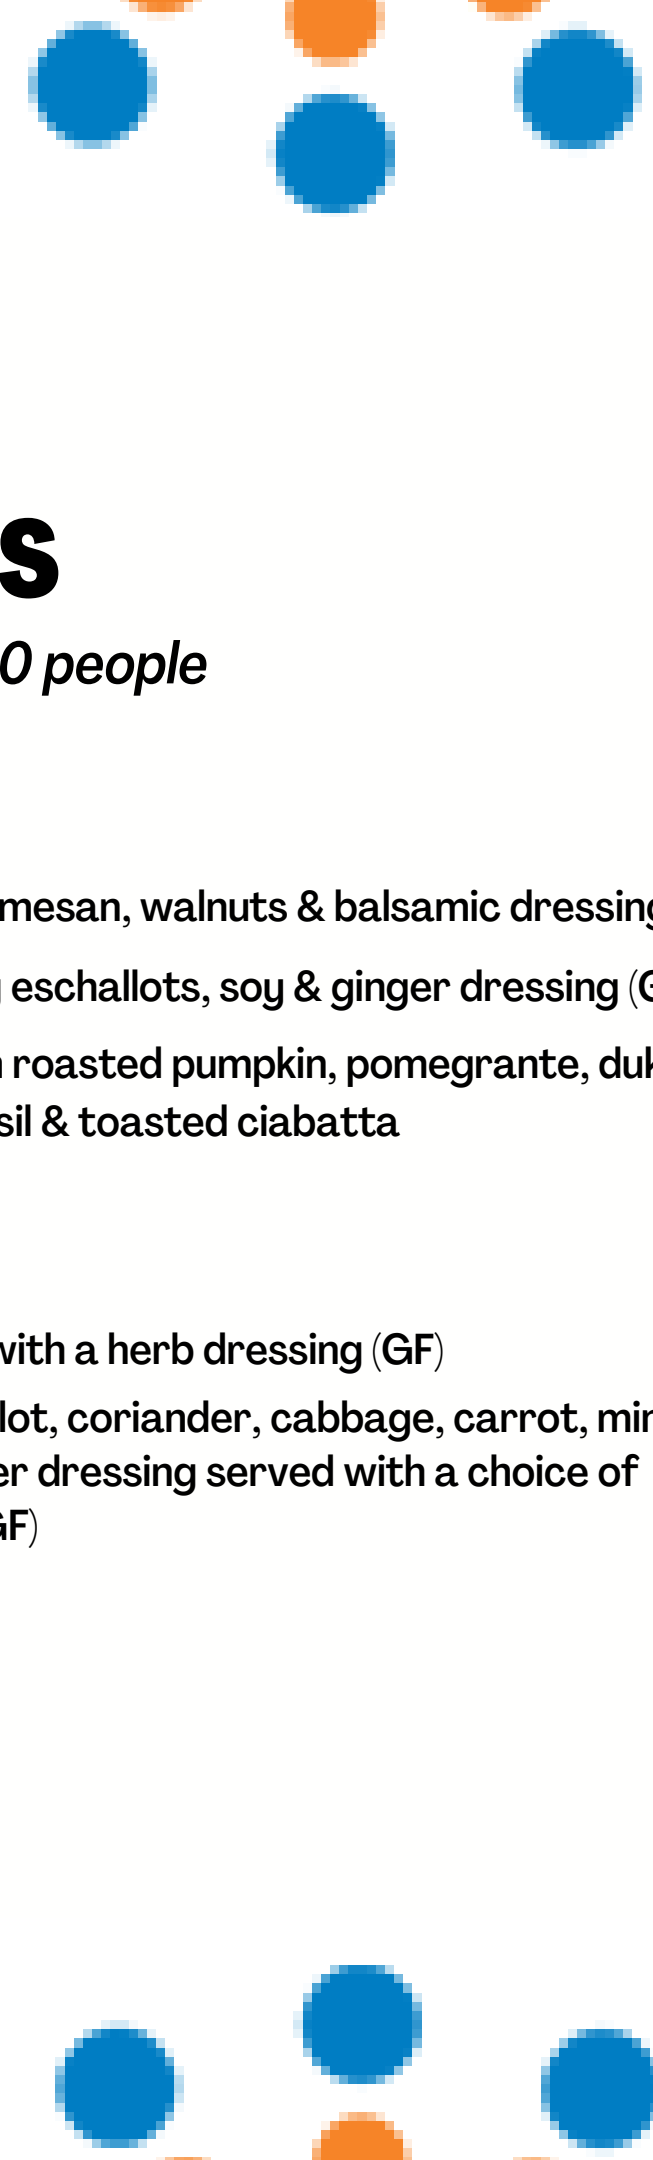 s
0 people
mesan, walnuts & balsamic dressing
eschallots, soy & ginger dressing (G
roasted pumpkin, pomegrante, duk
sil & toasted ciabatta
with a herb dressing (GF)
lot, coriander, cabbage, carrot, min
er dressing served with a choice of
GF)